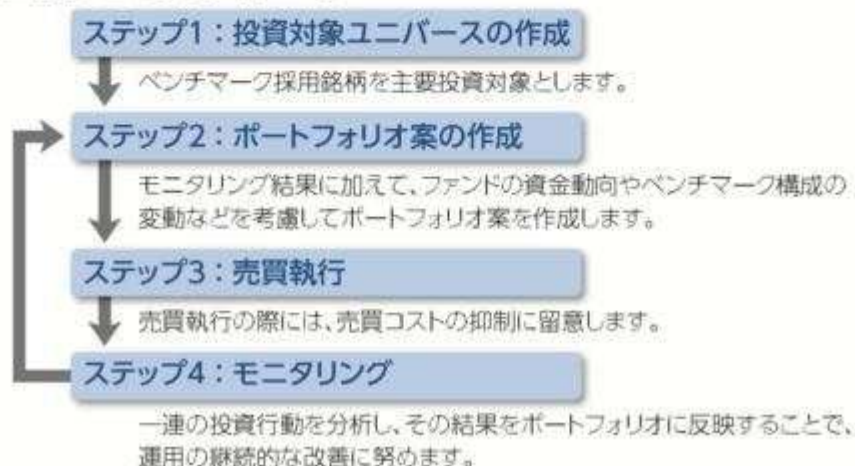 ステップ1：投資対象ユニバースの作成
ベンチマーク採用銘柄を主要投資対象とします。
ステップ2：ポートフォリオ案の作成
モニタリング結果に加えて、ファンドの資金動向やベンチマーク構成の
変動などを考慮してポートフォリオ案を作成します。
ステップ3：売買執行
売買執行の際には、売買コストの抑制に留意します。
ステップ4：モニタリング
一連の投資行動を分析し、その結果をポートフォリオに反映することで、
運用の継続的な改善に努めます。